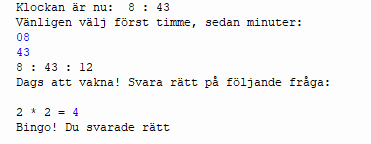 Klockan är nu:  8 : 43
Vänligen välj först timme, sedan minuter:
08
43
8 : 43 : 12
Dags att vakna! Svara rätt på följande fråga:

2 * 2 = 4
Bingo! Du svarade rätt